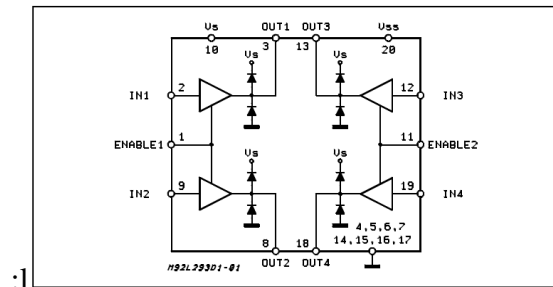 Vs OUT1 OUT3 Vss
10 3 13 20
Vs Vs
IN1 2 12 IN3
ENABLE1 1 11 ENABLE2
Vs Vs
IN2 9 19 IN4
4,5,6,7
14,15,16,17
8 18
M92L293D1-01 OUT2 OUT4
:1